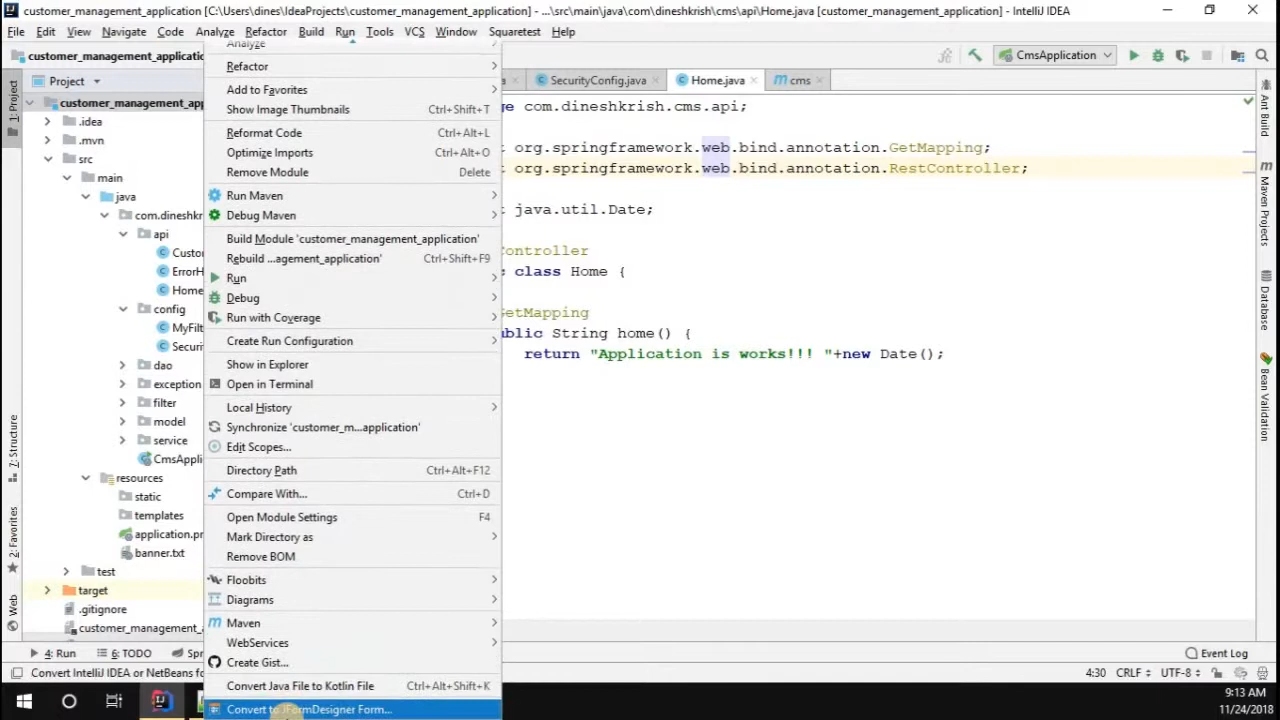 customer_management_application [C:\Users\dines\IdeaProjects\customer_management_application] - ...\src\main\java\com\dineshkrish\cms\api\Home.java [customer_management_application] - IntelliJ IDEA
File Edit View Navigate Code Analyze Refactor Build Run Tools VCS Window Squaretest Help
customer_management_applicatio
CmsApplication
Project
SecurityConfig.java
Home.java
cms
customer_management_app
.idea
.mvn
src
main
java
com.dineshkr
api
Custo
ErrorH
Home
config
MyFilt
Securi
dao
exception
filter
model
service
CmsAppli
resources
static
templates
application.pr
banner.txt
test
target
.gitignore
customer_management_
Analyze
Refactor
Add to Favorites
Show Image Thumbnails Ctrl+Shift+T
Reformat Code Ctrl+Alt+L
Optimize Imports Ctrl+Alt+O
Remove Module Delete
Run Maven
Debug Maven
Build Module 'customer_management_application'
Rebuild ...agement_application' Ctrl+Shift+F9
Run
Debug
Run with Coverage
Create Run Configuration
Show in Explorer
Open in Terminal
Local History
Synchronize 'customer_m...application'
Edit Scopes...
Directory Path Ctrl+Alt+F12
Compare With... Ctrl+D
Open Module Settings F4
Mark Directory as
Remove BOM
Floobits
Diagrams
Maven
WebServices
Create Gist...
Convert Java File to Kotlin File Ctrl+Alt+Shift+K
Convert to JFormDesigner Form...
ge com.dineshkrish.cms.api;
t org.springframework.web.bind.annotation.GetMapping;
t org.springframework.web.bind.annotation.RestController;
t java.util.Date;
Controller
c class Home {
GetMapping
ublic String home() {
return "Application is works!!! "+new Date();
1: Project
7: Structure
2: Favorites
Web
Ant Build
Maven Projects
Database
Bean Validation
4: Run 6: TODO Spr
Event Log
Convert IntelliJ IDEA or NetBeans fo
4:30 CRLF UTF-8
9:13 AM
11/24/2018